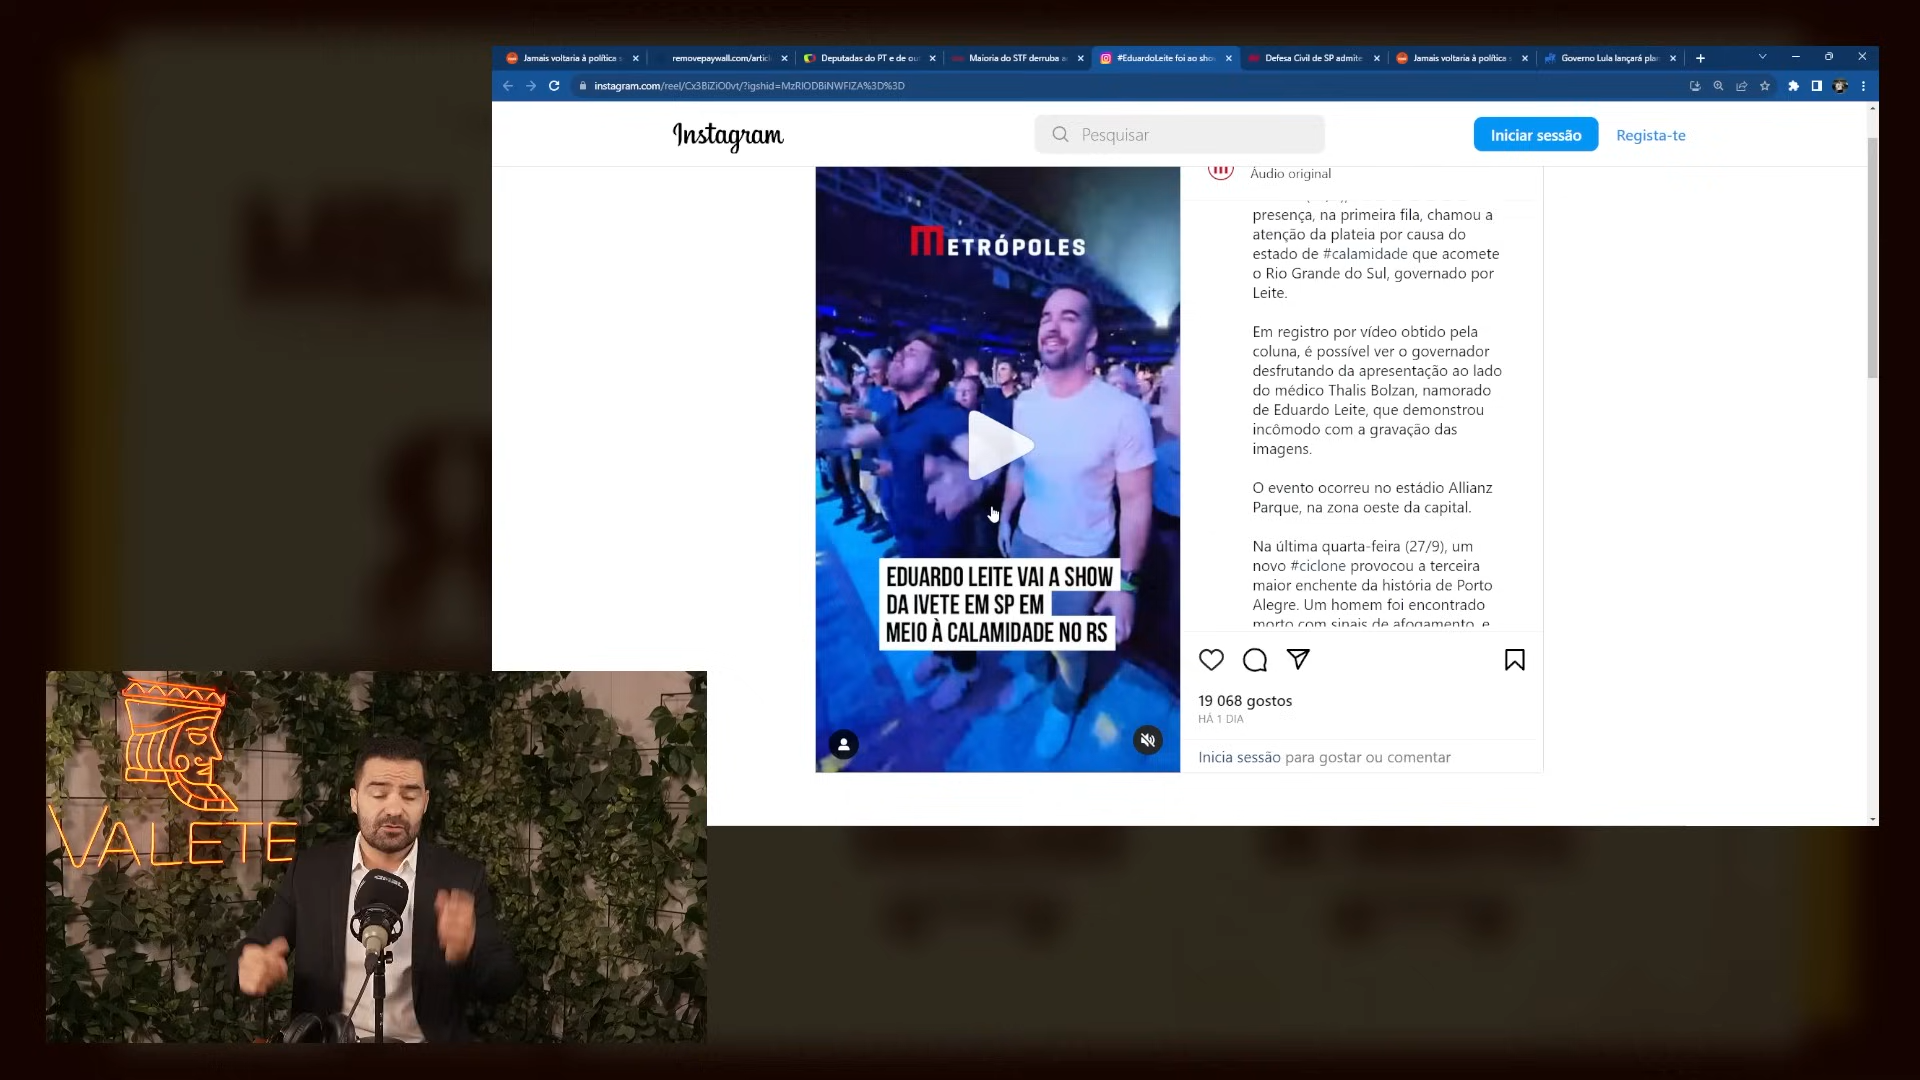 Jamais voltaria à política
removepaywall.com/artic
Deputadas do PT e de ou
Maioria do STF derruba
#EduardoLeite foi ao sho
Defesa Civil de SP admite
Jamais voltaria à política
Governo Lula lançará plan
instagram.com/reel/Cx3BiZiO0vt/?igshid=MzRlODBiNWFlZA%3D%3D
Instagram
Pesquisar
Iniciar sessão
Regista-te
Áudio original
METRÓPOLES
presença, na primeira fila, chamou a
atenção da plateia por causa do
estado de #calamidade que acomete
o Rio Grande do Sul, governado por
Leite.
Em registro por vídeo obtido pela
coluna, é possível ver o governador
desfrutando da apresentação ao lado
do médico Thalis Bolzan, namorado
de Eduardo Leite, que demonstrou
incômodo com a gravação das
imagens.
O evento ocorreu no estádio Allianz
Parque, na zona oeste da capital.
Na última quarta-feira (27/9), um
novo #ciclone provocou a terceira
maior enchente da história de Porto
Alegre. Um homem foi encontrado
morto com sinais de afogamento, e
EDUARDO LEITE VAI A SHOW
DA IVETE EM SP EM
MEIO À CALAMIDADE NO RS
19 068 gostos
HÁ 1 DIA
Inicia sessão para gostar ou comentar
VALETE